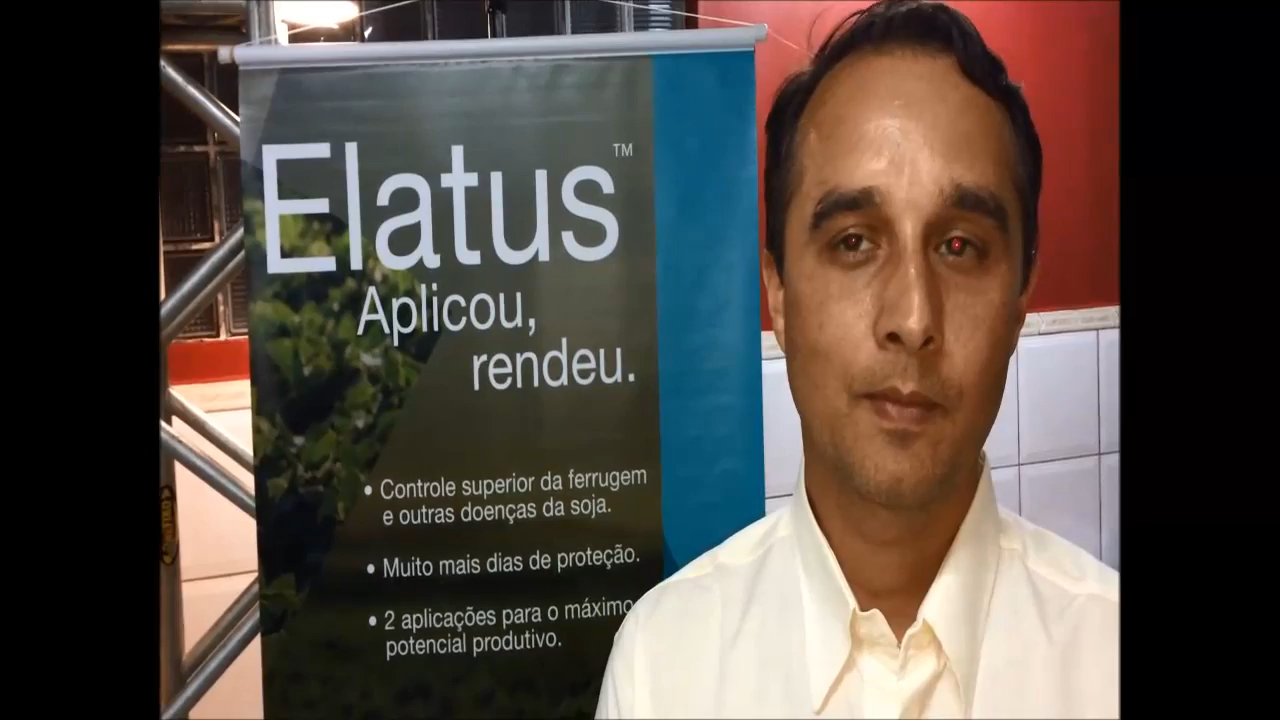 Elatus™
Aplicou,
rendeu.
• Controle superior da ferrugem
e outras doenças da soja.
• Muito mais dias de proteção.
• 2 aplicações para o máximo
potencial produtivo.